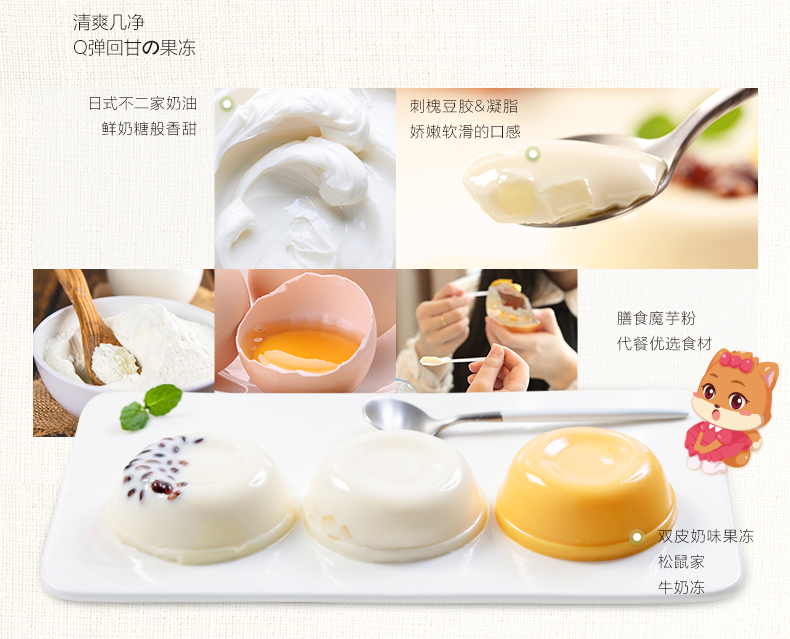 清爽几净
Q弹回甘の果冻
日式不二家奶油
鲜奶糖般香甜
刺槐豆胶&凝脂
娇嫩软滑的口感
膳食魔芋粉
代餐优选食材
双皮奶味果冻
松鼠家
牛奶冻